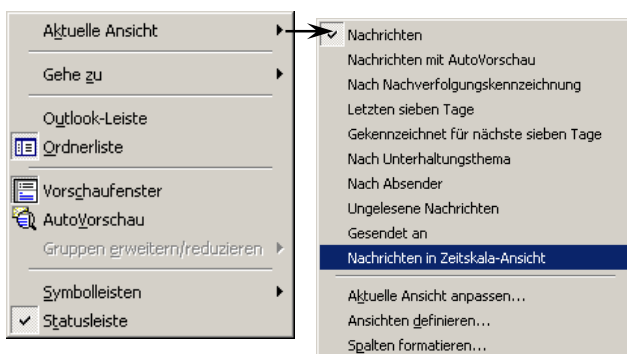 Aktuelle Ansicht
Gehe zu
Outlook-Leiste
Ordnerliste
Vorschaufenster
AutoVorschau
Gruppen erweitern/reduzieren
Symbolleisten
Statusleiste
Nachrichten
Nachrichten mit AutoVorschau
Nach Nachverfolgungskennzeichnung
Letzten sieben Tage
Gekennzeichnet für nächste sieben Tage
Nach Unterhaltungsthema
Nach Absender
Ungelesene Nachrichten
Gesendet an
Nachrichten in Zeitskala-Ansicht
Aktuelle Ansicht anpassen...
Ansichten definieren...
Spalten formatieren...